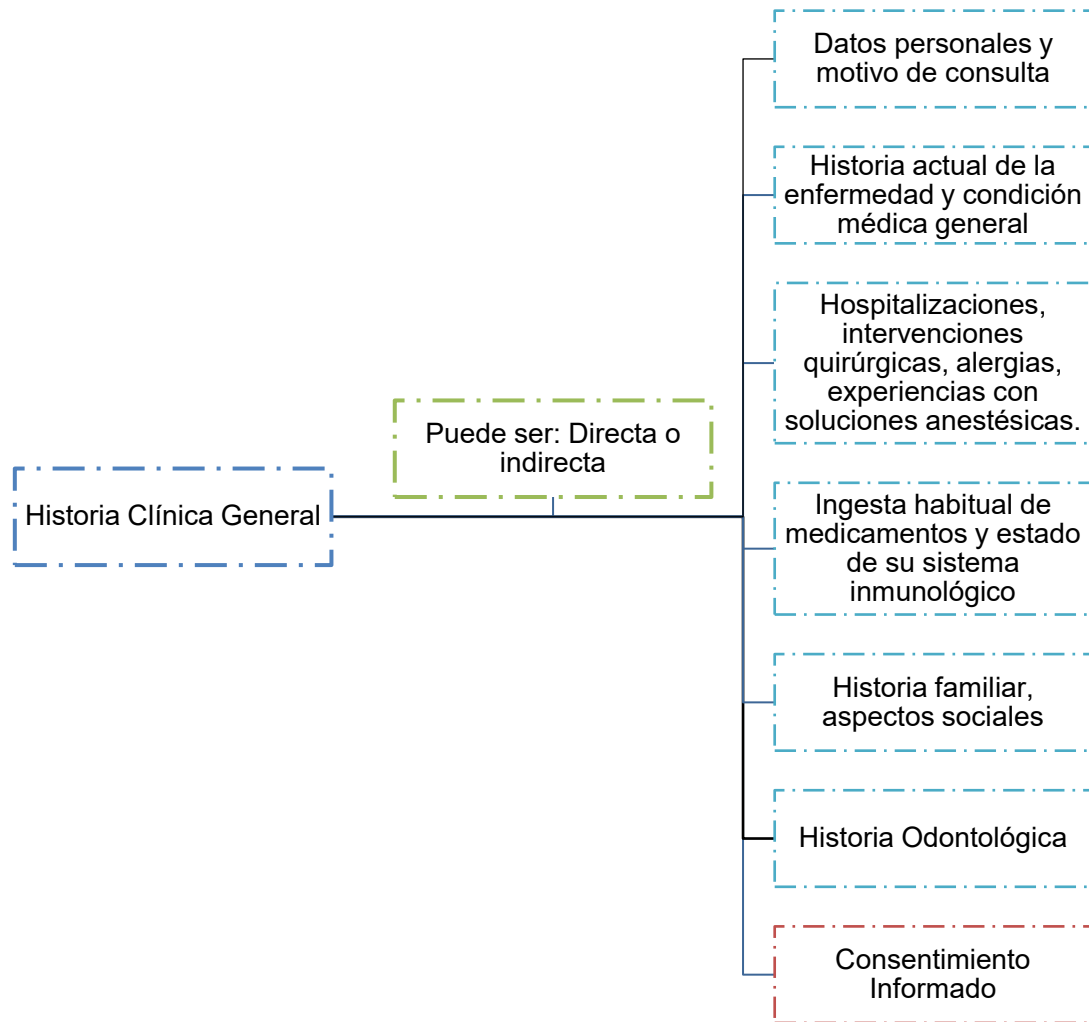 Historia Clínica General
Puede ser: Directa o
indirecta
Datos personales y
motivo de consulta
Historia actual de la
enfermedad y condición
médica general
Hospitalizaciones,
intervenciones
quirúrgicas, alergias,
experiencias con
soluciones anestésicas.
Ingesta habitual de
medicamentos y estado
de su sistema
inmunológico
Historia familiar,
aspectos sociales
Historia Odontológica
Consentimiento
Informado